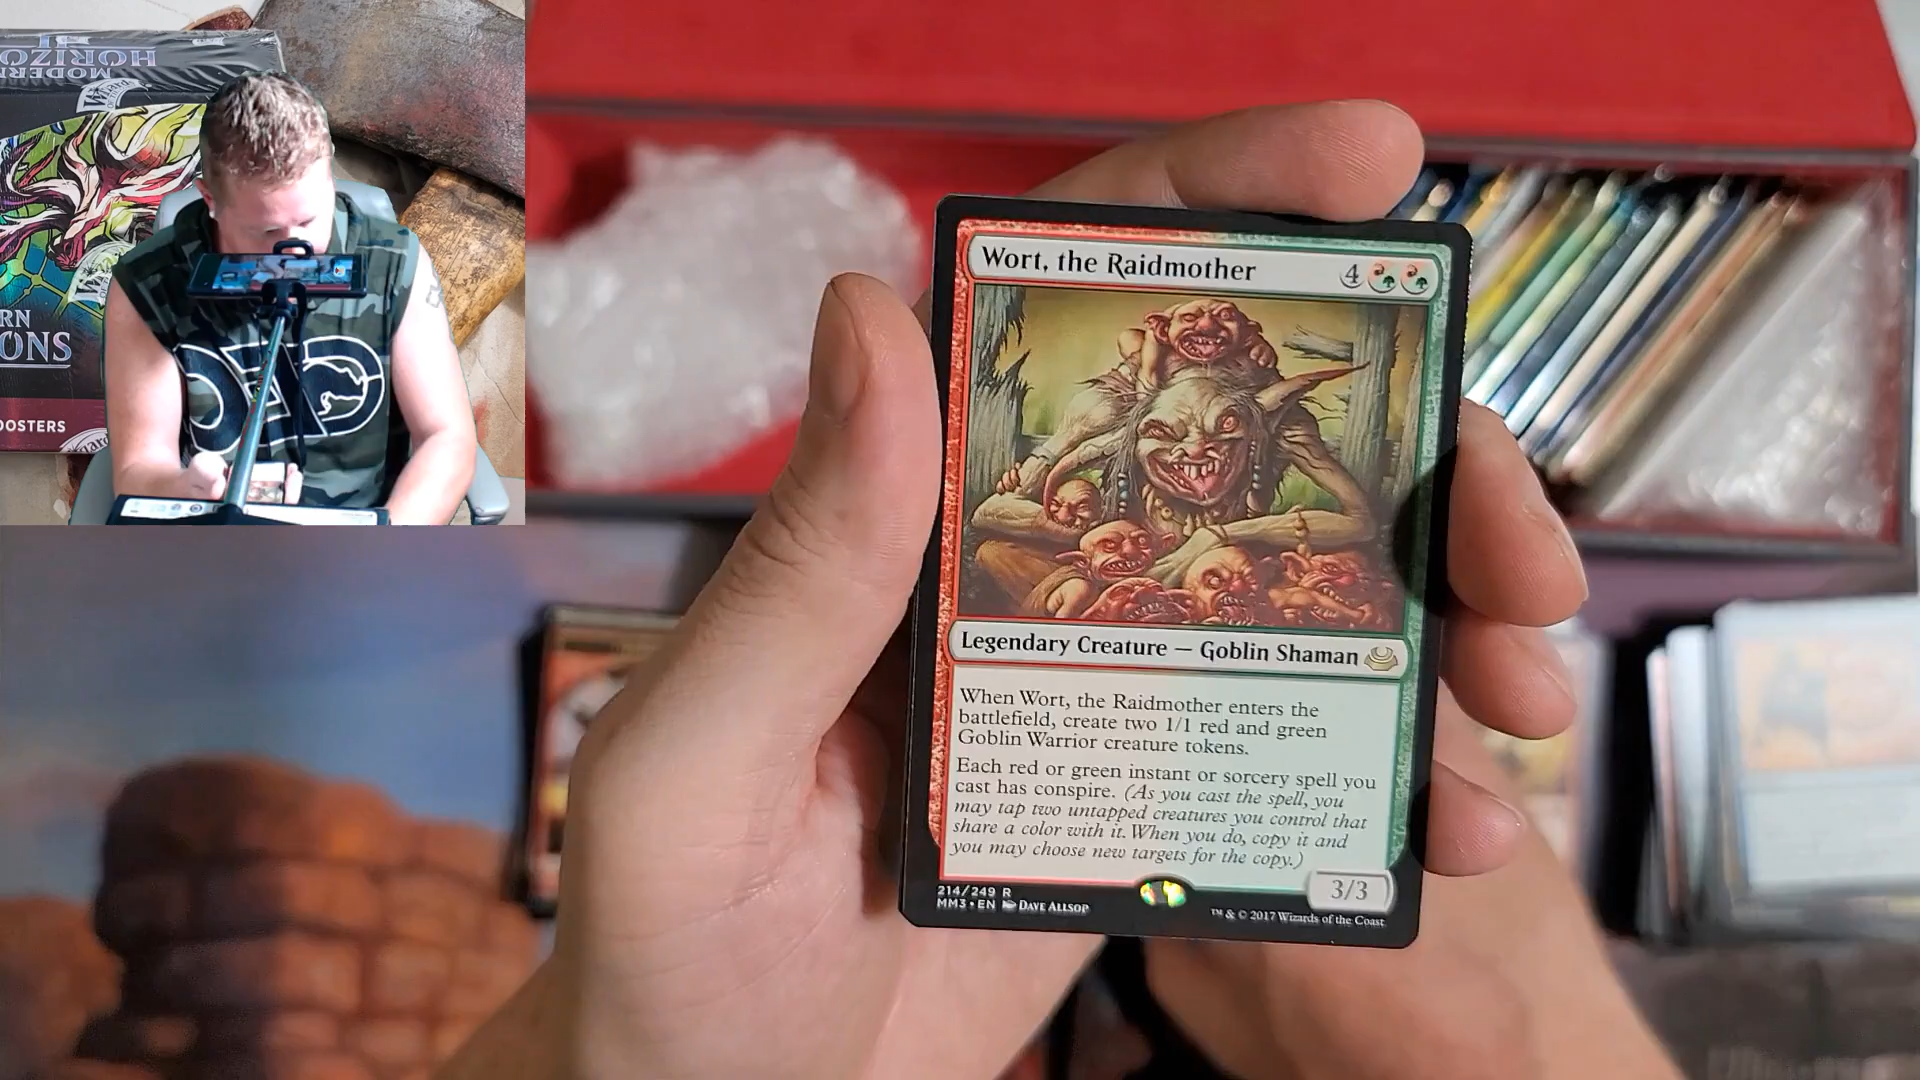 MODERN
HORIZO
RN
ONS
OOSTERS
Wort, the Raidmother
4
Legendary Creature — Goblin Shaman
When Wort, the Raidmother enters the
battlefield, create two 1/1 red and green
Goblin Warrior creature tokens.
Each red or green instant or sorcery spell you
cast has conspire. (As you cast the spell, you
may tap two untapped creatures you control that
share a color with it. When you do, copy it and
you may choose new targets for the copy.)
3/3
214/249 R
MM3 • EN DAVE ALLSOP
™ & © 2017 Wizards of the Coast